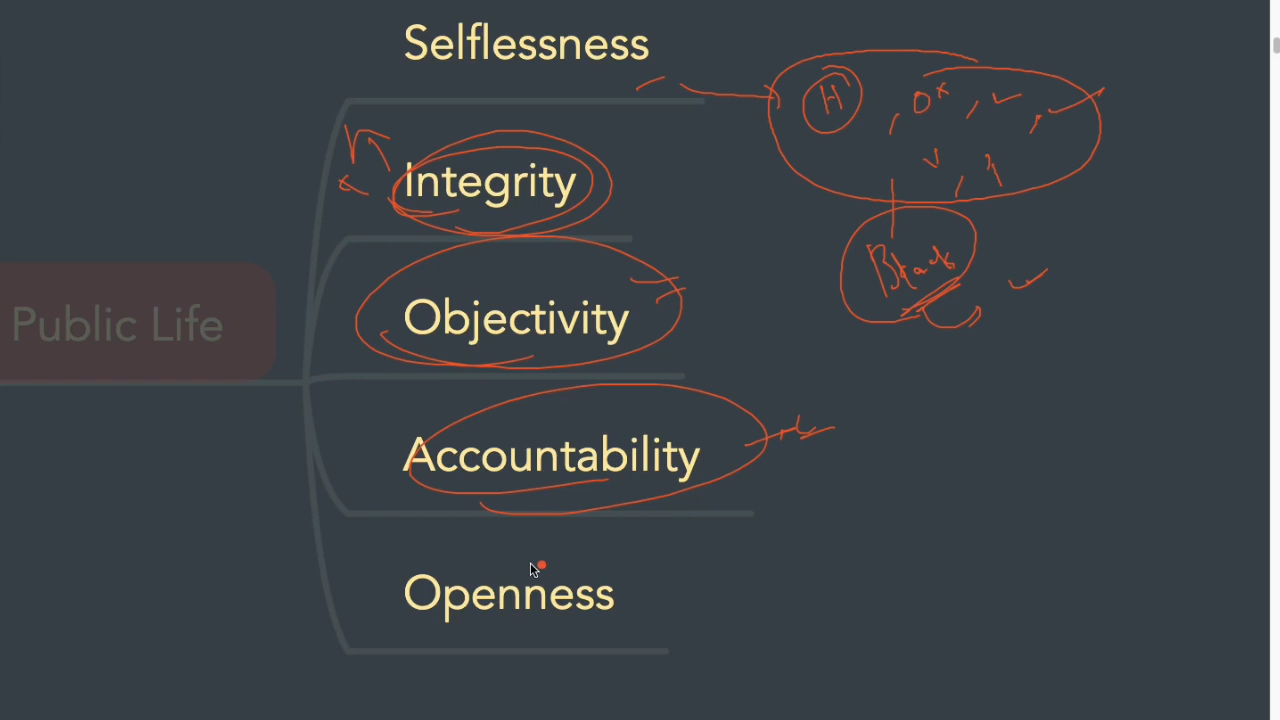 Selflessness
H
Integrity
Public Life
Objectivity
Accountability
Openness